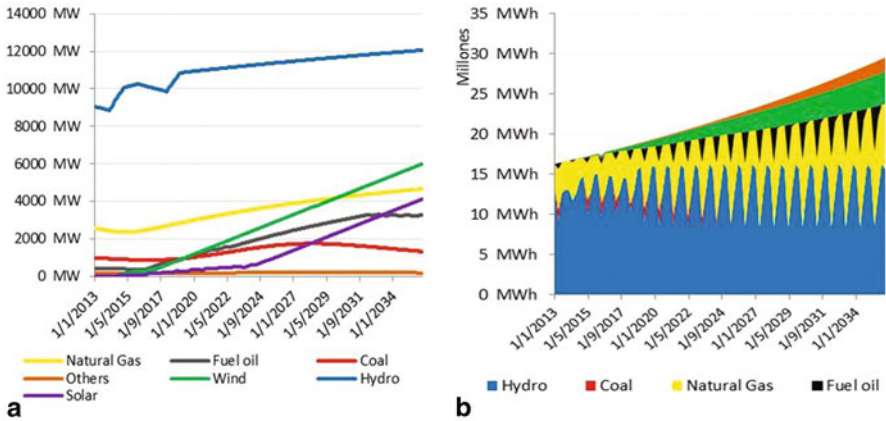 14000 MW
12000 MW
10000 MW
8000 MW
6000 MW
4000 MW
2000 MW
0 MW
1/1/2013
1/5/2015
1/9/2017
1/1/2020
1/5/2022
1/9/2024
1/1/2027
1/5/2029
1/9/2031
1/1/2034
Natural Gas Fuel oil Coal
Others Wind Hydro
Solar
a
Millones
35 MWh
30 MWh
25 MWh
20 MWh
15 MWh
10 MWh
5 MWh
0 MWh
1/1/2013
1/5/2015
1/9/2017
1/1/2020
1/5/2022
1/9/2024
1/1/2027
1/5/2029
1/9/2031
1/1/2034
Hydro Coal Natural Gas Fuel oil
b